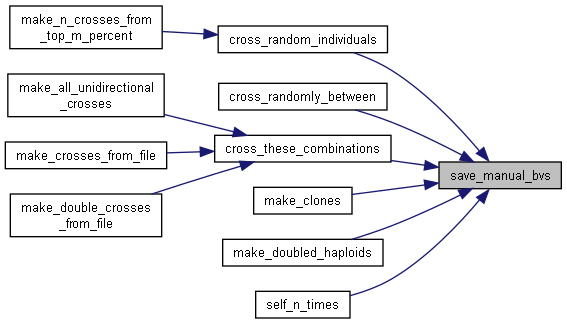 make_n_crosses_from
_top_m_percent
cross_random_individuals
make_all_unidirectional
_crosses
cross_randomly_between
make_crosses_from_file
cross_these_combinations
save_manual_bvs
make_double_crosses
_from_file
make_clones
make_doubled_haploids
self_n_times